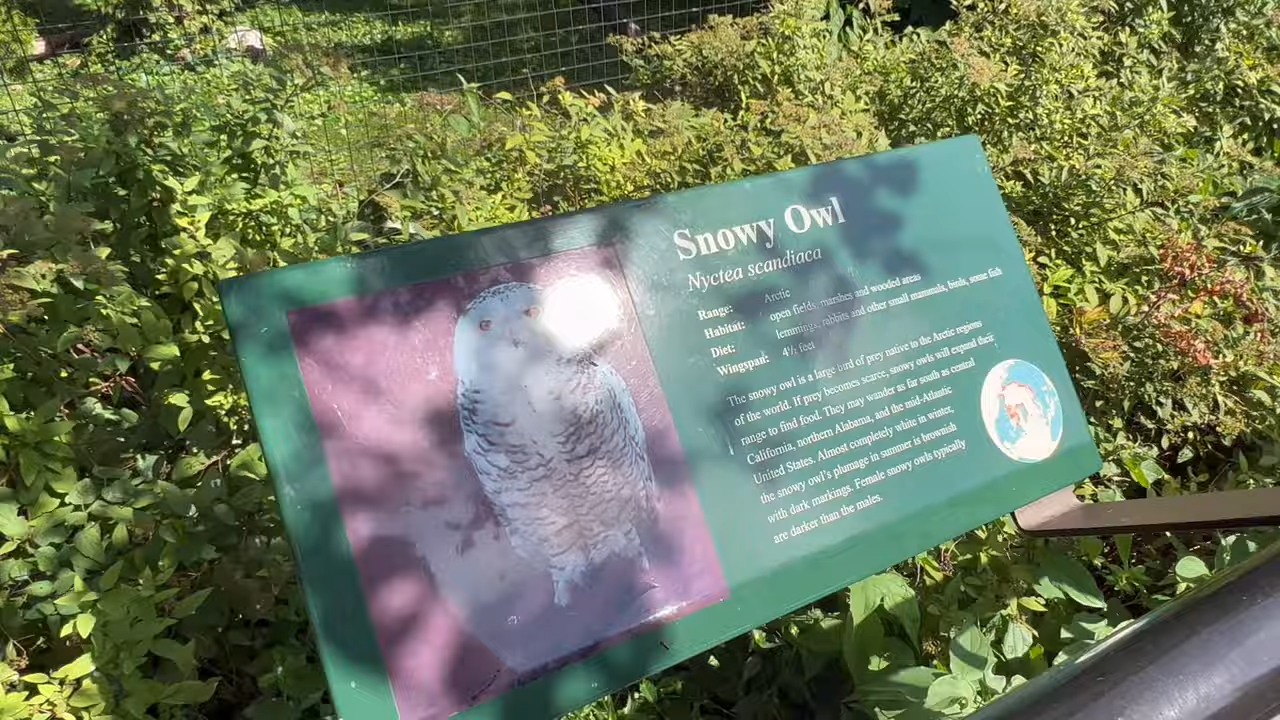 Snowy Owl
Nyctea scandiaca
Range: Arctic
Habitat: open fields, marshes and wooded areas
Diet: lemmings, rabbits and other small mammals, birds, some fish
Wingspan: 4½ feet
The snowy owl is a large bird of prey native to the Arctic regions
of the world. If prey becomes scarce, snowy owls will expand their
range to find food. They may wander as far south as central
California, northern Alabama, and the mid-Atlantic
United States. Almost completely white in winter,
the snowy owl's plumage in summer is brownish
with dark markings. Female snowy owls typically
are darker than the males.